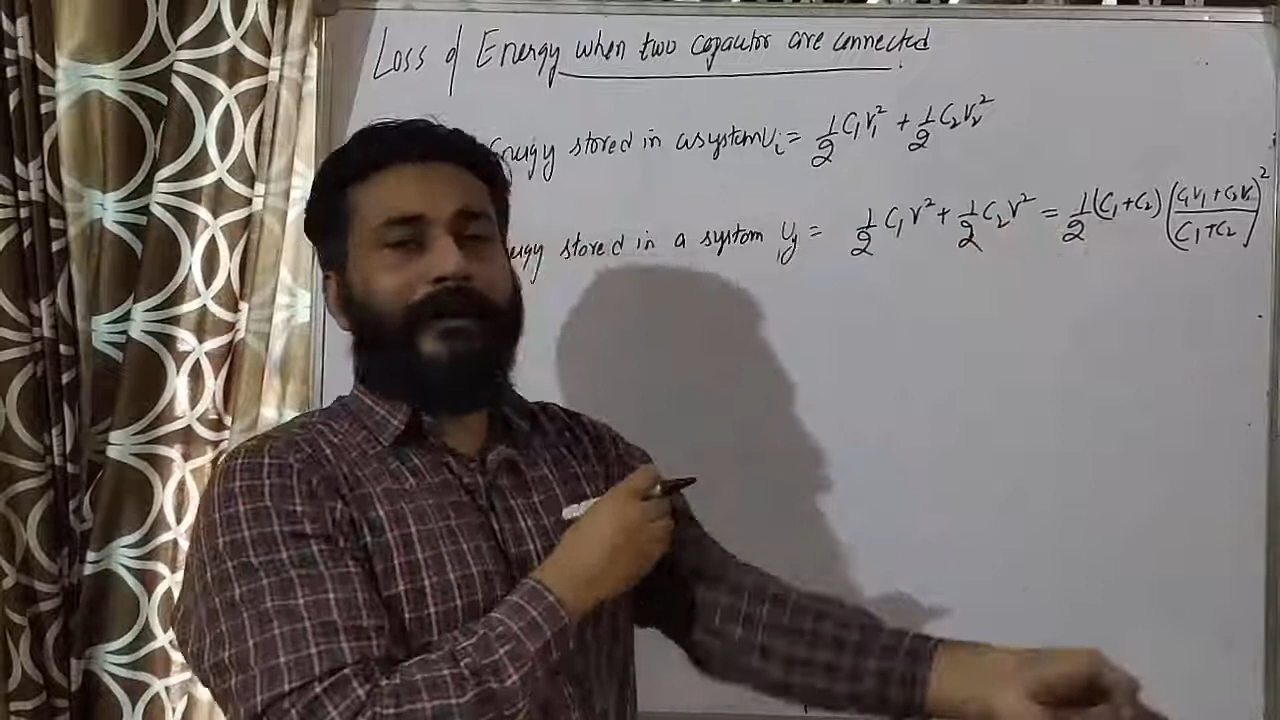 Loss of Energy when two capacitor are connected
Energy stored in a system Ui = 1/2 C₁V₁² + 1/2 C₂V₂²
stored in a system Uf = 1/2 C₁V² + 1/2 C₂V² = 1/2 (C₁+C₂) ((C₁V₁+C₂V₂)/(C₁+C₂))²